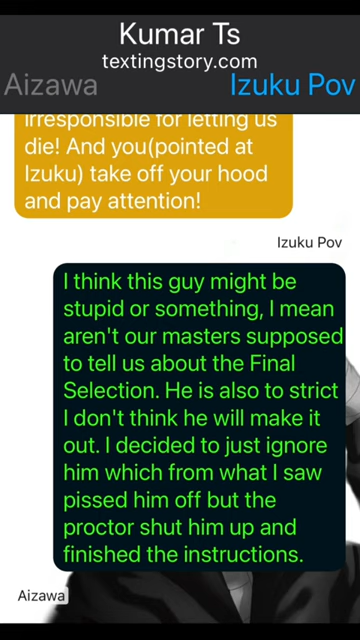 Kumar Ts
textingstory.com
Aizawa
Izuku Pov
irresponsible for letting us
die! And you(pointed at
Izuku) take off your hood
and pay attention!
Izuku Pov
I think this guy might be
stupid or something, I mean
aren't our masters supposed
to tell us about the Final
Selection. He is also to strict
I don't think he will make it
out. I decided to just ignore
him which from what I saw
pissed him off but the
proctor shut him up and
finished the instructions.
Aizawa